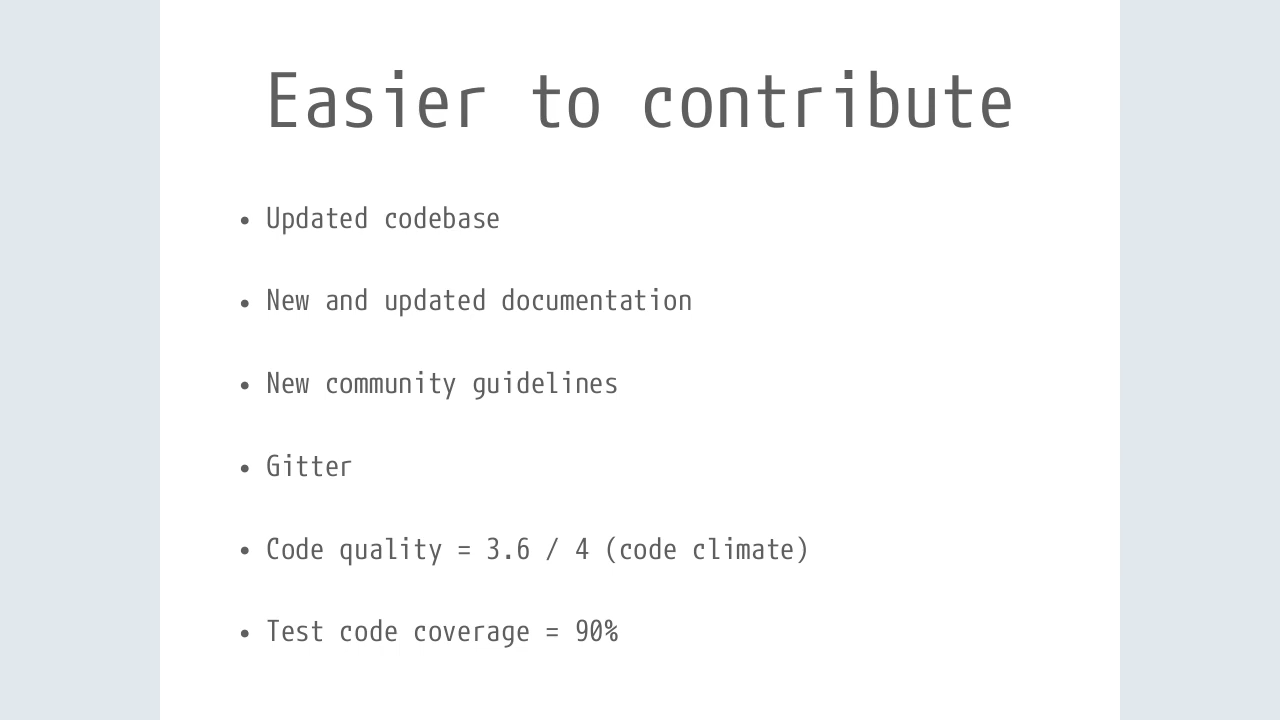 Easier to contribute
• Updated codebase
• New and updated documentation
• New community guidelines
• Gitter
• Code quality = 3.6 / 4 (code climate)
• Test code coverage = 90%